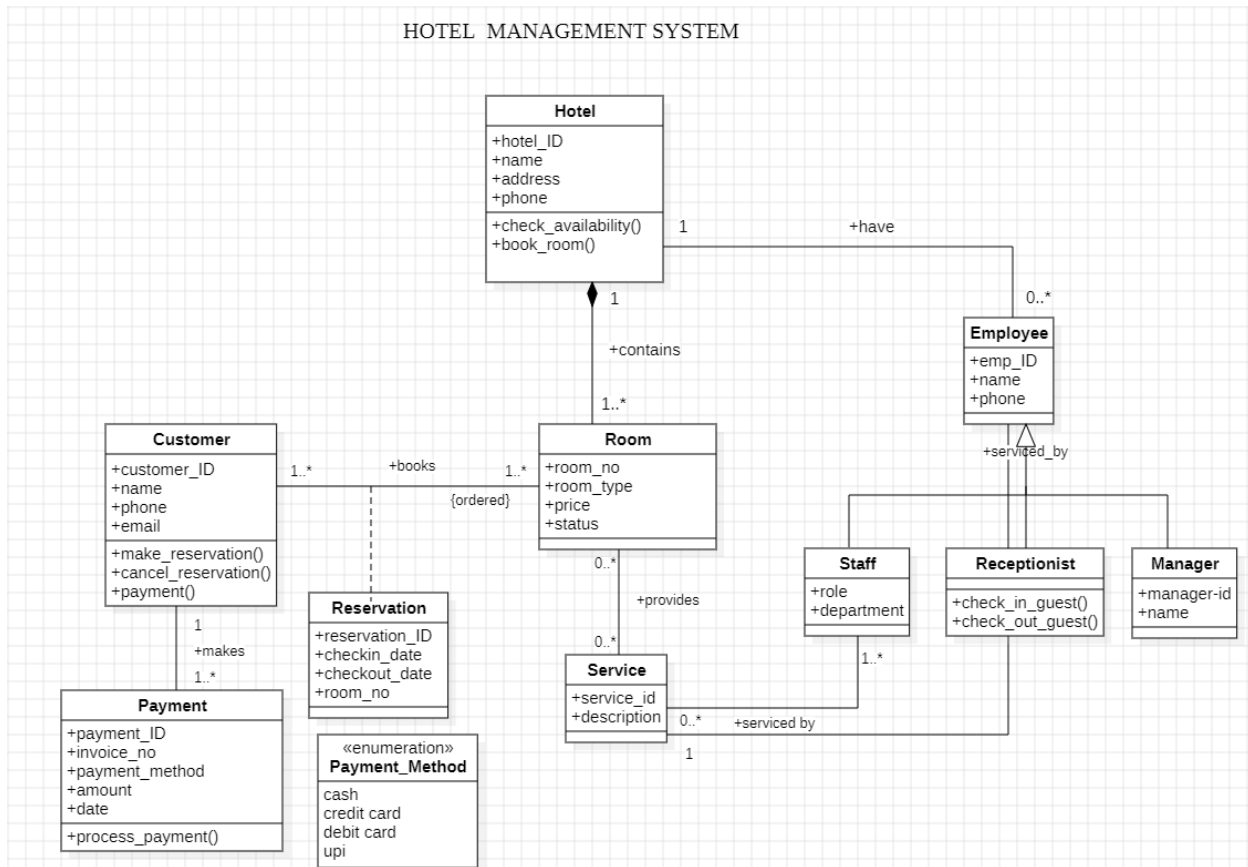 HOTEL MANAGEMENT SYSTEM
Hotel
+hotel_ID
+name
+address
+phone
+check_availability()
+book_room()
1
+have
0..*
1
+contains
1..*
Employee
+emp_ID
+name
+phone
+serviced_by
Customer
+customer_ID
+name
+phone
+email
+make_reservation()
+cancel_reservation()
+payment()
1..*
+books
1..*
{ordered}
Room
+room_no
+room_type
+price
+status
0..*
+provides
0..*
Staff
+role
+department
1..*
Receptionist
+check_in_guest()
+check_out_guest()
Manager
+manager-id
+name
Reservation
+reservation_ID
+checkin_date
+checkout_date
+room_no
1
+makes
1..*
Service
+service_id
+description
0..*
+serviced by
1
Payment
+payment_ID
+invoice_no
+payment_method
+amount
+date
+process_payment()
«enumeration»
Payment_Method
cash
credit card
debit card
upi